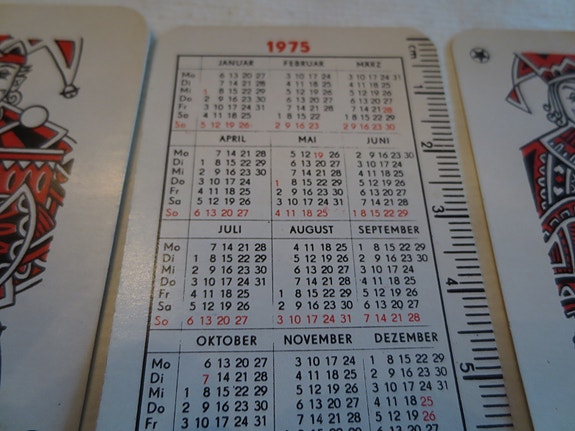 1975
cm
JANUAR FEBRUAR MÄRZ
Mo 6 13 20 27 3 10 17 24 3 10 17 24 31
Di 7 14 21 28 4 11 18 25 4 11 18 25
Mi 1 8 15 22 29 5 12 19 26 5 12 19 26
Do 2 9 16 23 30 6 13 20 27 6 13 20 27
Fr 3 10 17 24 31 7 14 21 28 7 14 21 28
Sa 4 11 18 25 1 8 15 22 1 8 15 22 29
So 5 12 19 26 2 9 16 23 2 9 16 23 30
APRIL MAI JUNI
Mo 7 14 21 28 5 12 19 26 2 9 16 23 30
Di 1 8 15 22 29 6 13 20 27 3 10 17 24
Mi 2 9 16 23 30 7 14 21 28 4 11 18 25
Do 3 10 17 24 1 8 15 22 29 5 12 19 26
Fr 4 11 18 25 2 9 16 23 30 6 13 20 27
Sa 5 12 19 26 3 10 17 24 31 7 14 21 28
So 6 13 20 27 4 11 18 25 1 8 15 22 29
JULI AUGUST SEPTEMBER
Mo 7 14 21 28 4 11 18 25 1 8 15 22 29
Di 1 8 15 22 29 5 12 19 26 2 9 16 23 30
Mi 2 9 16 23 30 6 13 20 27 3 10 17 24
Do 3 10 17 24 31 7 14 21 28 4 11 18 25
Fr 4 11 18 25 1 8 15 22 29 5 12 19 26
Sa 5 12 19 26 2 9 16 23 30 6 13 20 27
So 6 13 20 27 3 10 17 24 31 7 14 21 28
OKTOBER NOVEMBER DEZEMBER
Mo 6 13 20 27 3 10 17 24 1 8 15 22 29
Di 7 14 21 28 4 11 18 25 2 9 16 23 30
Mi 1 8 15 22 29 5 12 19 26 3 10 17 24 31
Do 2 9 16 23 30 6 13 20 27 4 11 18 25
Fr 3 10 17 24 31 7 14 21 28 5 12 19 26
1
2
3
4
5